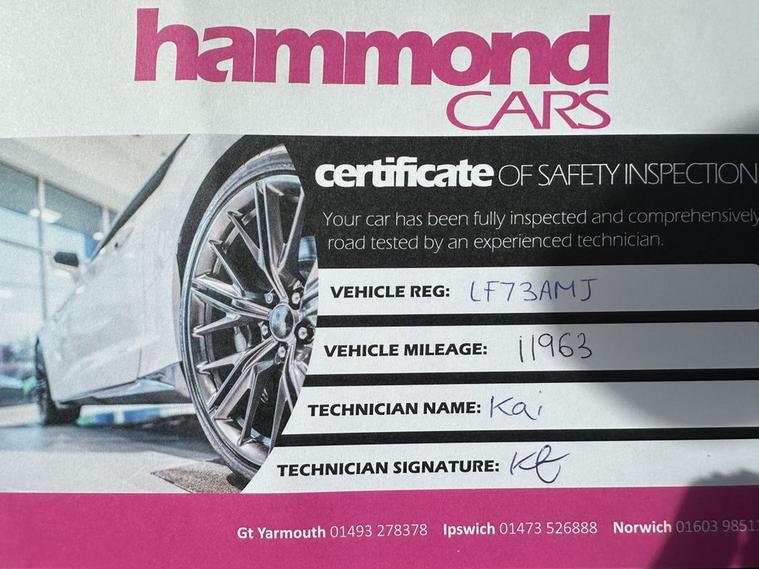 hammond
CARS
certificate OF SAFETY INSPECTION
Your car has been fully inspected and comprehensively
road tested by an experienced technician.
VEHICLE REG: LF73AMJ
VEHICLE MILEAGE: 11963
TECHNICIAN NAME: Kai
TECHNICIAN SIGNATURE:
Gt Yarmouth 01493 278378 Ipswich 01473 526888 Norwich 01603 9851